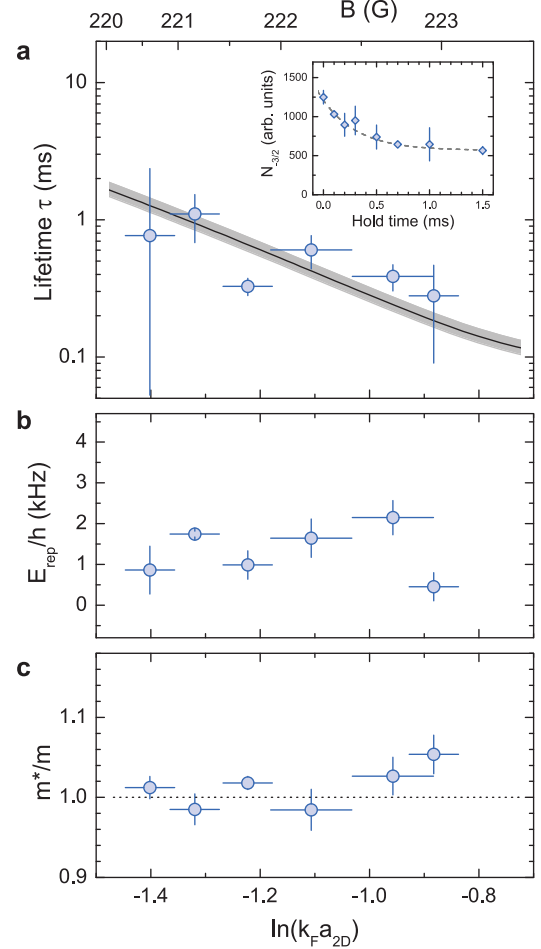 B (G)
220 221 222 223
a
10
1
0.1
Lifetime τ (ms)
1500
1000
500
0
N-3/2 (arb. units)
0.0 0.5 1.0 1.5
Hold time (ms)
b
4
3
2
1
0
Erep/h (kHz)
c
1.1
1.0
0.9
m*/m
-1.4 -1.2 -1.0 -0.8
ln(kFa2D)